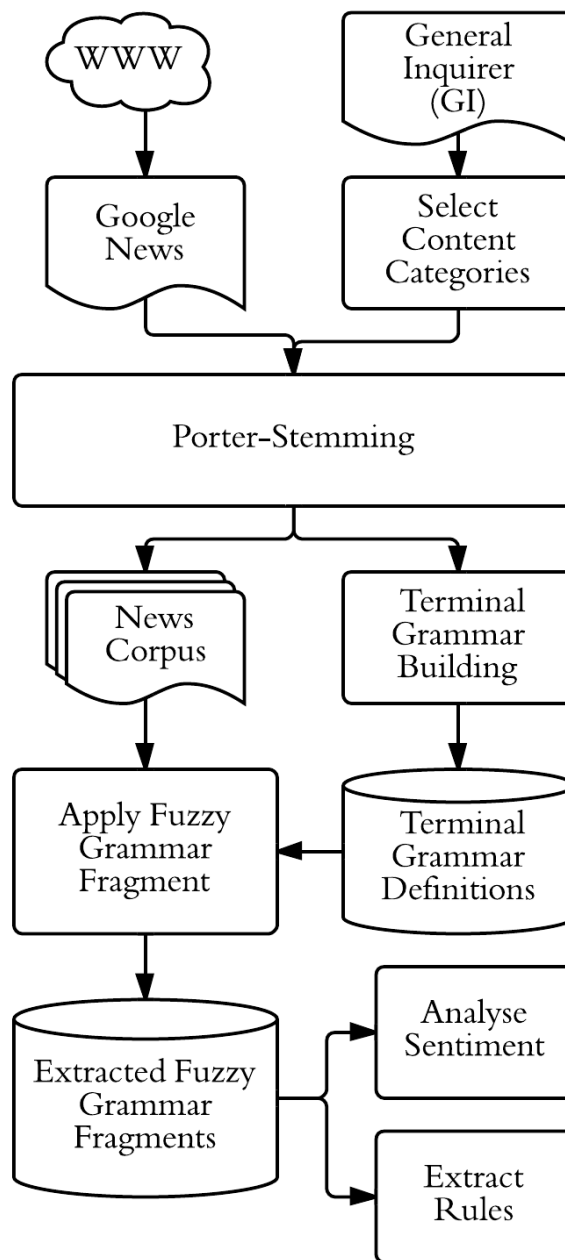 WWW
General
Inquirer
(GI)
Google
News
Select
Content
Categories
Porter-Stemming
News
Corpus
Terminal
Grammar
Building
Apply Fuzzy
Grammar
Fragment
Terminal
Grammar
Definitions
Extracted Fuzzy
Grammar
Fragments
Analyse
Sentiment
Extract
Rules